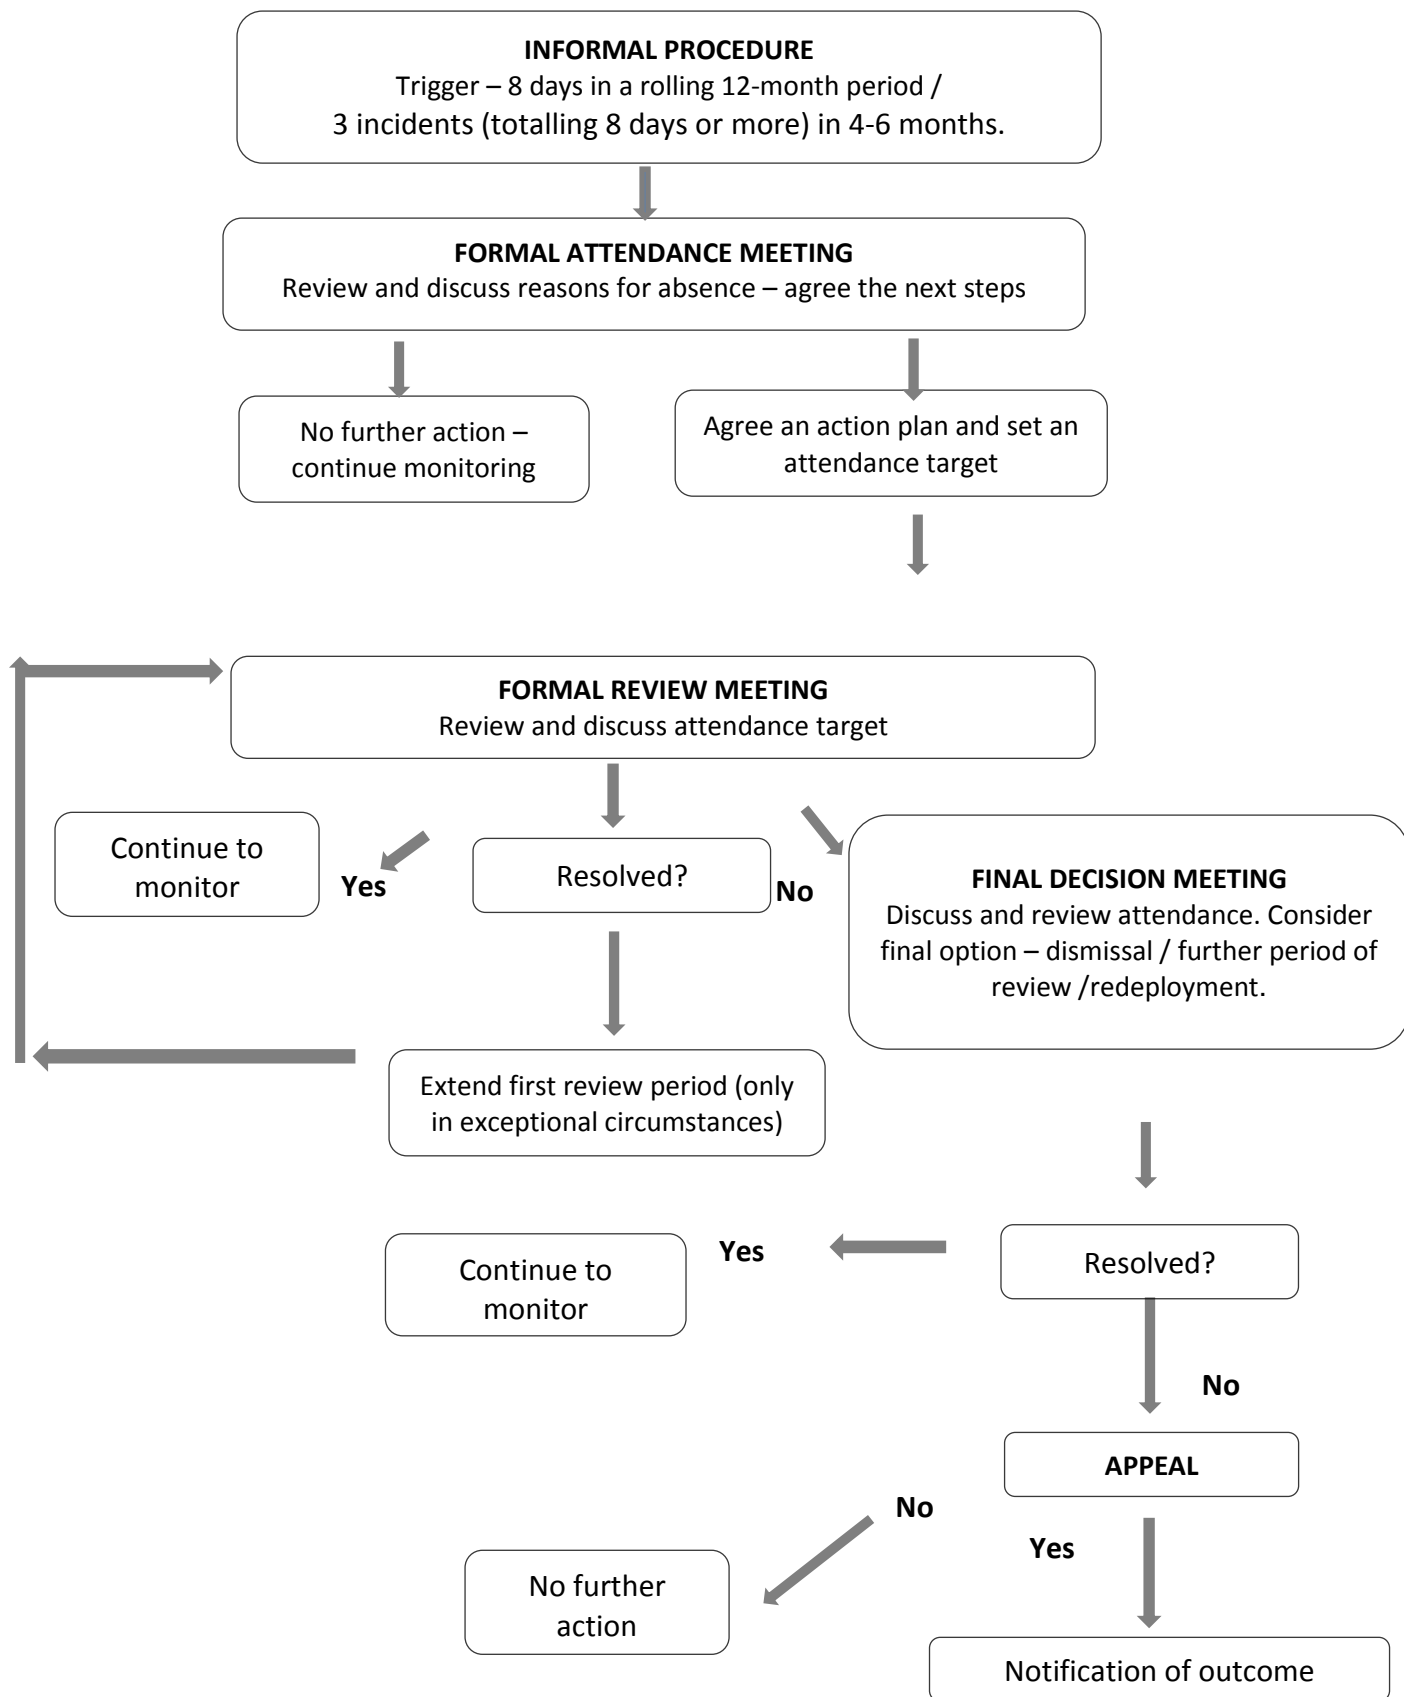 INFORMAL PROCEDURE
Trigger – 8 days in a rolling 12-month period /
3 incidents (totalling 8 days or more) in 4-6 months.
FORMAL ATTENDANCE MEETING
Review and discuss reasons for absence – agree the next steps
No further action –
continue monitoring
Agree an action plan and set an
attendance target
FORMAL REVIEW MEETING
Review and discuss attendance target
Continue to
monitor
Yes
Resolved?
No
FINAL DECISION MEETING
Discuss and review attendance. Consider
final option – dismissal / further period of
review /redeployment.
Extend first review period (only
in exceptional circumstances)
Continue to
monitor
Yes
Resolved?
No
APPEAL
No
Yes
No further
action
Notification of outcome